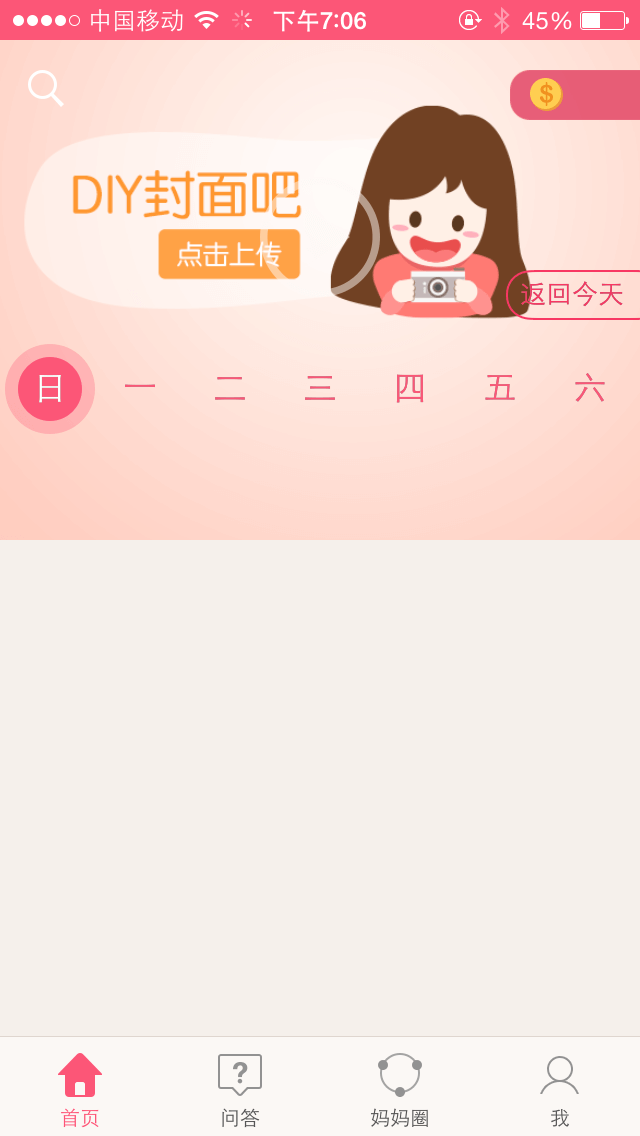 中国移动 下午7:06 45%
DIY封面吧
点击上传
返回今天
日 一 二 三 四 五 六
首页 问答 妈妈圈 我